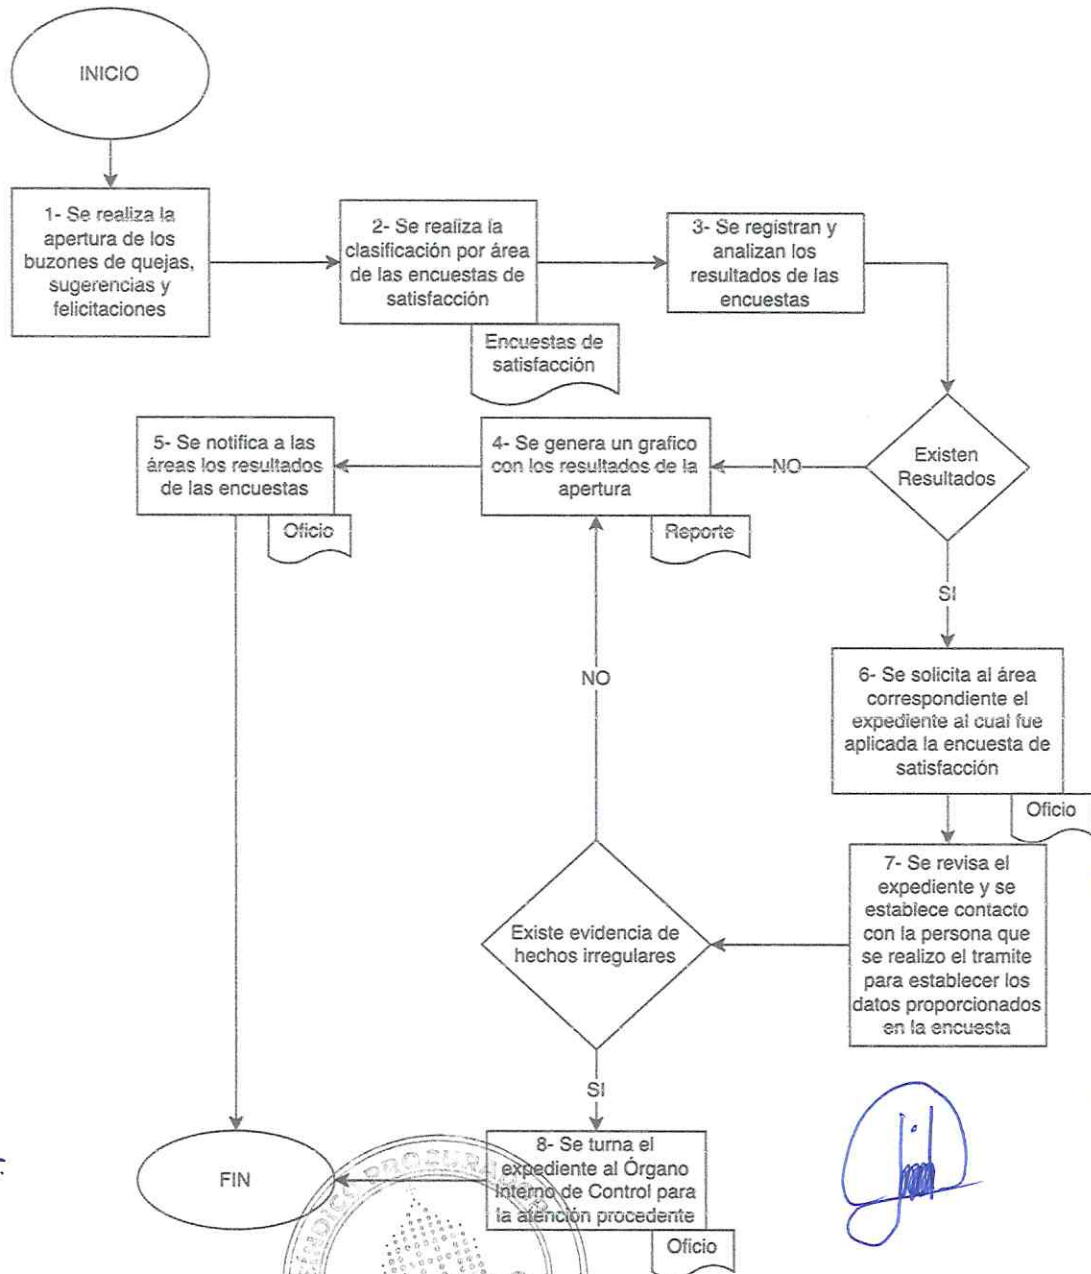 INICIO
1- Se realiza la
apertura de los
buzones de quejas,
sugerencias y
felicitaciones
2- Se realiza la
clasificación por área
de las encuestas de
satisfacción
Encuestas de
satisfacción
3- Se registran y
analizan los
resultados de las
encuestas
Existen
Resultados
NO
4- Se genera un grafico
con los resultados de la
apertura
Reporte
5- Se notifica a las
áreas los resultados
de las encuestas
Oficio
SI
6- Se solicita al área
correspondiente el
expediente al cual fue
aplicada la encuesta de
satisfacción
Oficio
7- Se revisa el
expediente y se
establece contacto
con la persona que
se realizo el tramite
para establecer los
datos proporcionados
en la encuesta
Existe evidencia de
hechos irregulares
NO
SI
8- Se turna el
expediente al Órgano
Interno de Control para
la atención procedente
Oficio
FIN
SÍNDICO PROCURADOR